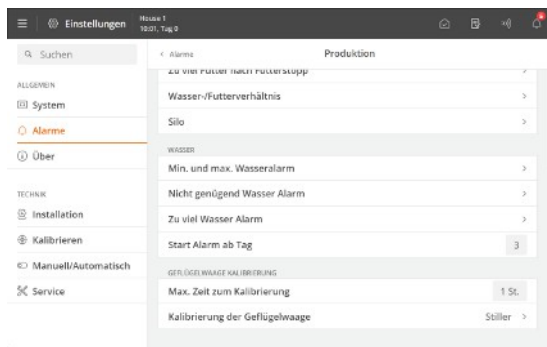 Einstellungen
House 1
10:01, Tag 0
Suchen
ALLGEMEIN
System
Alarme
Über
TECHNIK
Installation
Kalibrieren
Manuell/Automatisch
Service
Alarme
Produktion
Zu viel Futter nach Futterstopp
Wasser-/Futterverhältnis
Silo
WASSER
Min. und max. Wasseralarm
Nicht genügend Wasser Alarm
Zu viel Wasser Alarm
Start Alarm ab Tag 3
GEFLÜGELWAAGE KALIBRIERUNG
Max. Zeit zum Kalibrierung 1 St.
Kalibrierung der Geflügelwaage Stiller